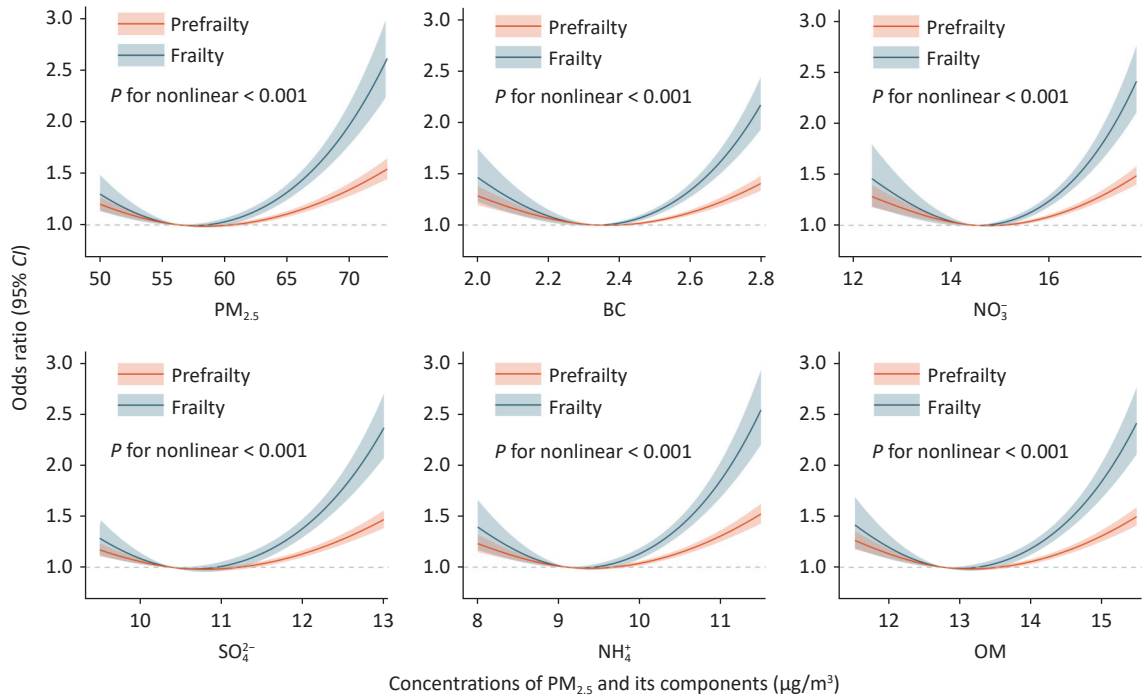 Odds ratio (95% CI)
3.0
2.5
2.0
1.5
1.0
Prefrailty
Frailty
P for nonlinear < 0.001
50 55 60 65 70
PM2.5
3.0
2.5
2.0
1.5
1.0
Prefrailty
Frailty
P for nonlinear < 0.001
2.0 2.2 2.4 2.6 2.8
BC
3.0
2.5
2.0
1.5
1.0
Prefrailty
Frailty
P for nonlinear < 0.001
12 14 16
NO3−
3.0
2.5
2.0
1.5
1.0
Prefrailty
Frailty
P for nonlinear < 0.001
10 11 12 13
SO42−
3.0
2.5
2.0
1.5
1.0
Prefrailty
Frailty
P for nonlinear < 0.001
8 9 10 11
NH4+
3.0
2.5
2.0
1.5
1.0
Prefrailty
Frailty
P for nonlinear < 0.001
12 13 14 15
OM
Concentrations of PM2.5 and its components (μg/m³)